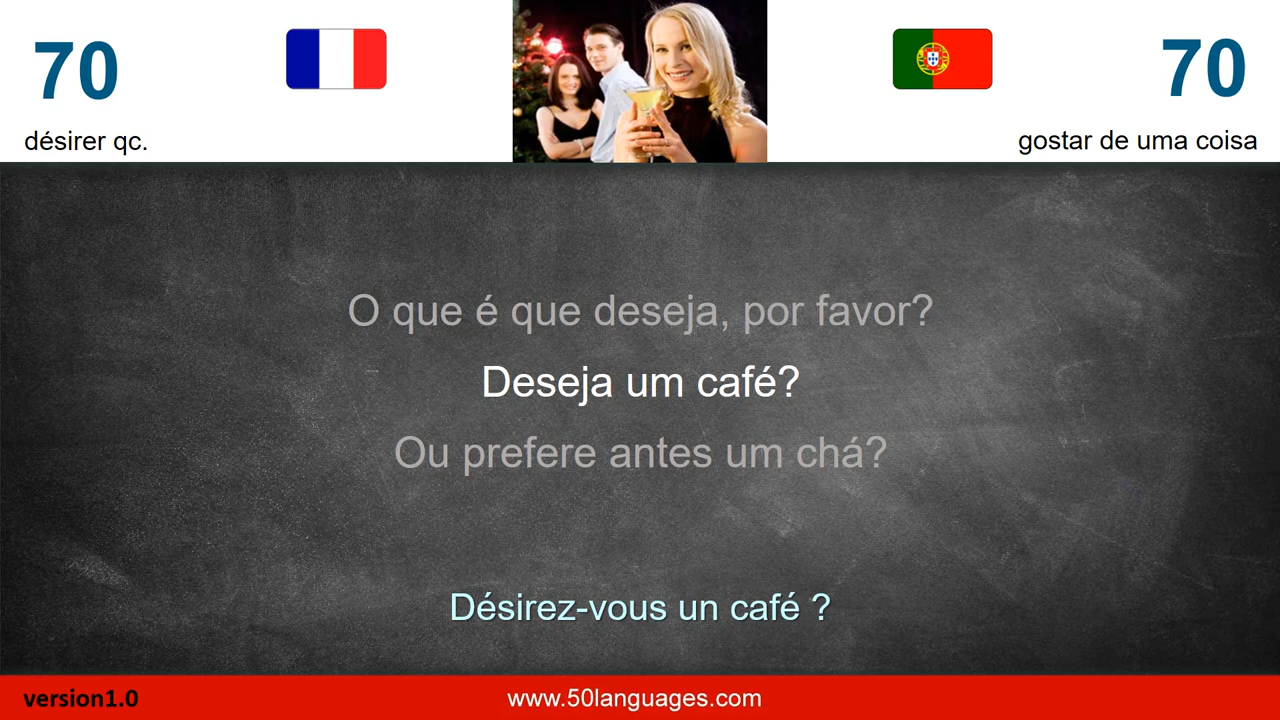 70
70
désirer qc.
gostar de uma coisa
O que é que deseja, por favor?
Deseja um café?
Ou prefere antes um chá?
Désirez-vous un café ?
version1.0
www.50languages.com